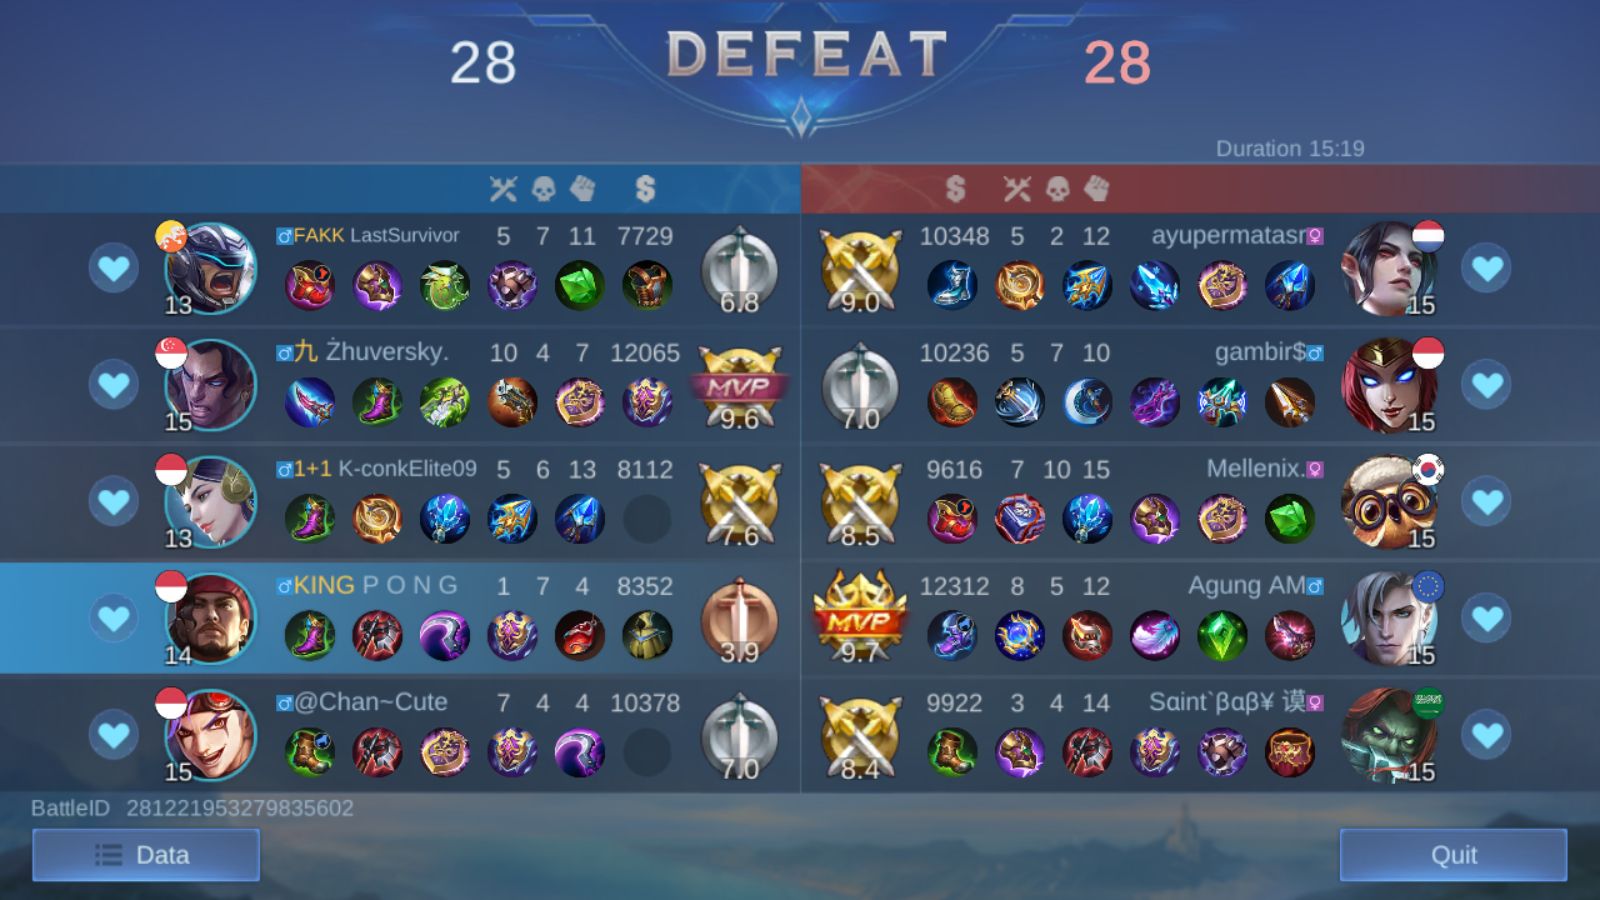 28 DEFEAT 28
Duration 15:19
FAKK LastSurvivor 5 7 11 7729
13 6.8
10348 5 2 12 ayupermatasr
9.0 15
九 Żhuversky. 10 4 7 12065
15 MVP 9.6
10236 5 7 10 gambir$
7.0 15
1+1 K-conkElite09 5 6 13 8112
13 7.6
9616 7 10 15 Mellenix.
8.5 15
KING P O N G 1 7 4 8352
14 3.9
12312 8 5 12 Agung AM
MVP 9.7 15
@Chan~Cute 7 4 4 10378
15 7.0
9922 3 4 14 Sαint`βαβ¥ 谟
8.4 15
BattleID 281221953279835602
Data Quit